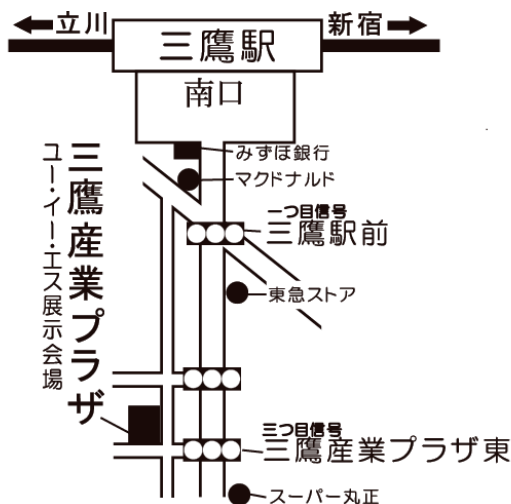 立川
新宿
三鷹駅
南口
みずほ銀行
マクドナルド
一つ目信号
三鷹駅前
東急ストア
三鷹産業プラザ
ユー・イー・エス展示会場
三つ目信号
三鷹産業プラザ東
スーパー丸正